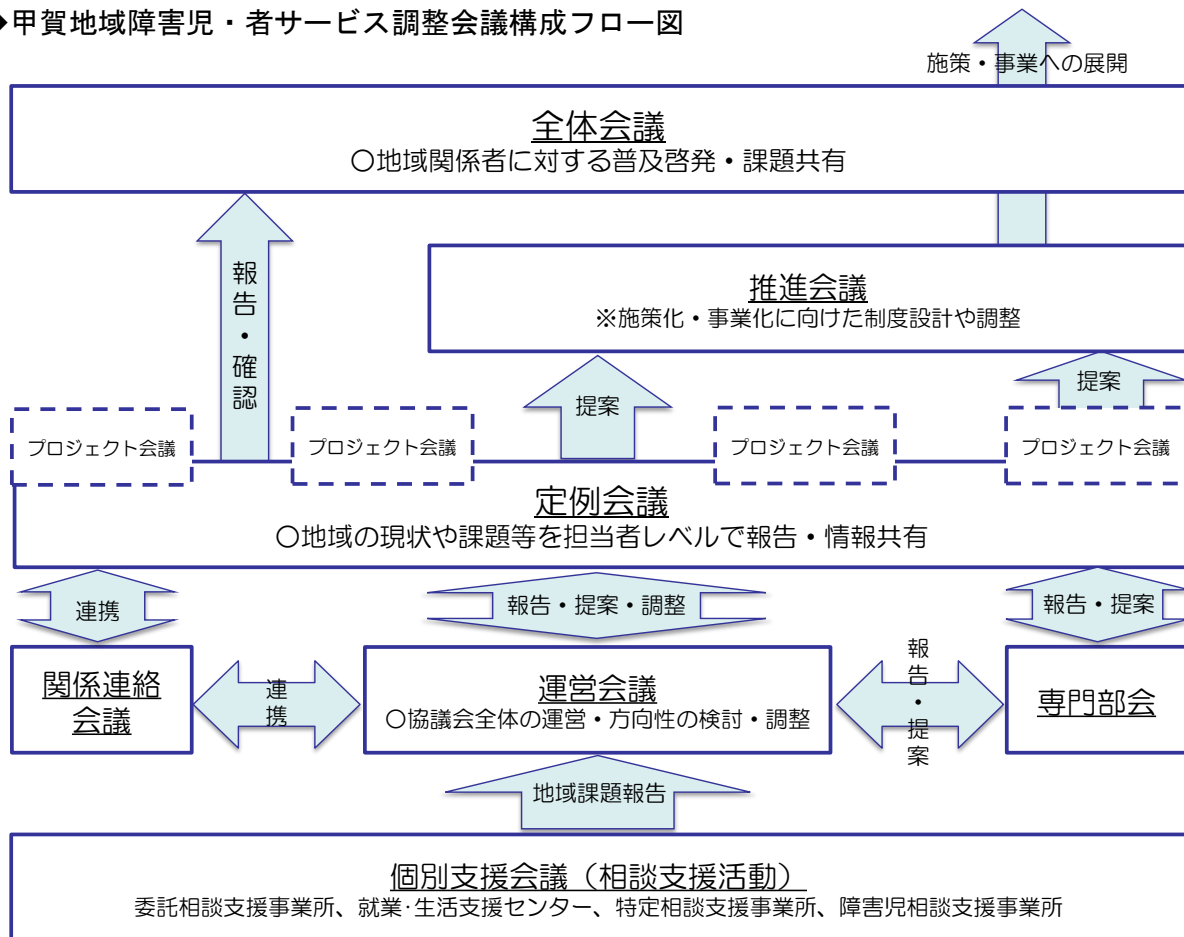 ◆甲賀地域障害児・者サービス調整会議構成フロー図
施策・事業への展開
全体会議
〇地域関係者に対する普及啓発・課題共有
報告・確認
推進会議
※施策化・事業化に向けた制度設計や調整
提案
提案
プロジェクト会議
プロジェクト会議
プロジェクト会議
プロジェクト会議
定例会議
〇地域の現状や課題等を担当者レベルで報告・情報共有
連携
報告・提案・調整
報告・提案
関係連絡
会議
連携
運営会議
〇協議会全体の運営・方向性の検討・調整
報告・提案
専門部会
地域課題報告
個別支援会議（相談支援活動）
委託相談支援事業所、就業･生活支援センター、特定相談支援事業所、障害児相談支援事業所